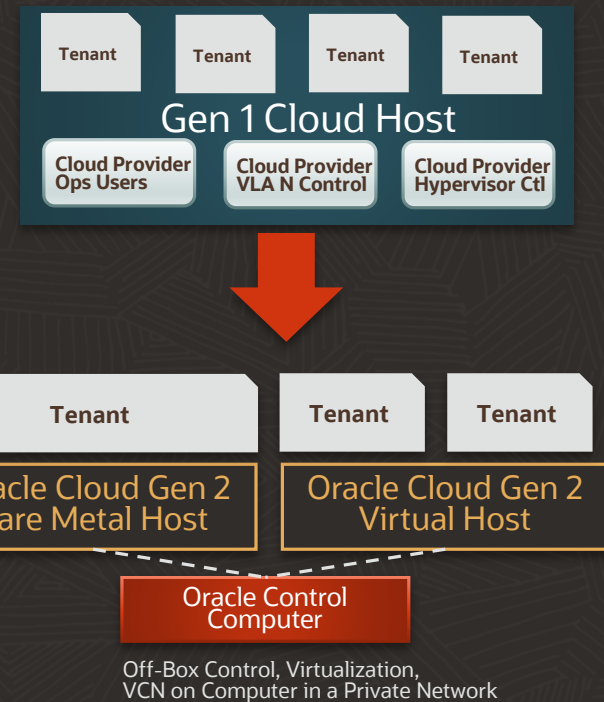 Tenant
Tenant
Tenant
Tenant
Gen 1 Cloud Host
Cloud Provider
Ops Users
Cloud Provider
VLA N Control
Cloud Provider
Hypervisor Ctl
Tenant
Tenant
Tenant
acle Cloud Gen 2
are Metal Host
Oracle Cloud Gen 2
Virtual Host
Oracle Control
Computer
Off-Box Control, Virtualization,
VCN on Computer in a Private Network